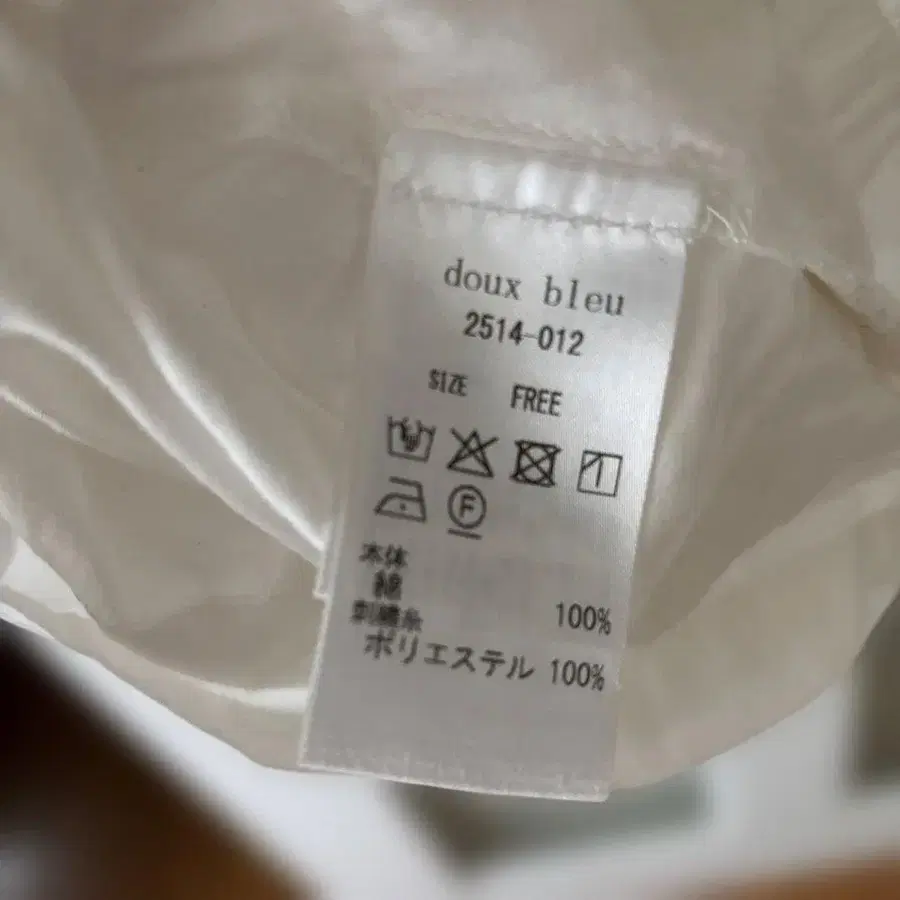 doux bleu
2514-012
SIZE FREE
F
本体
綿 100%
刺繍糸
ポリエステル 100%